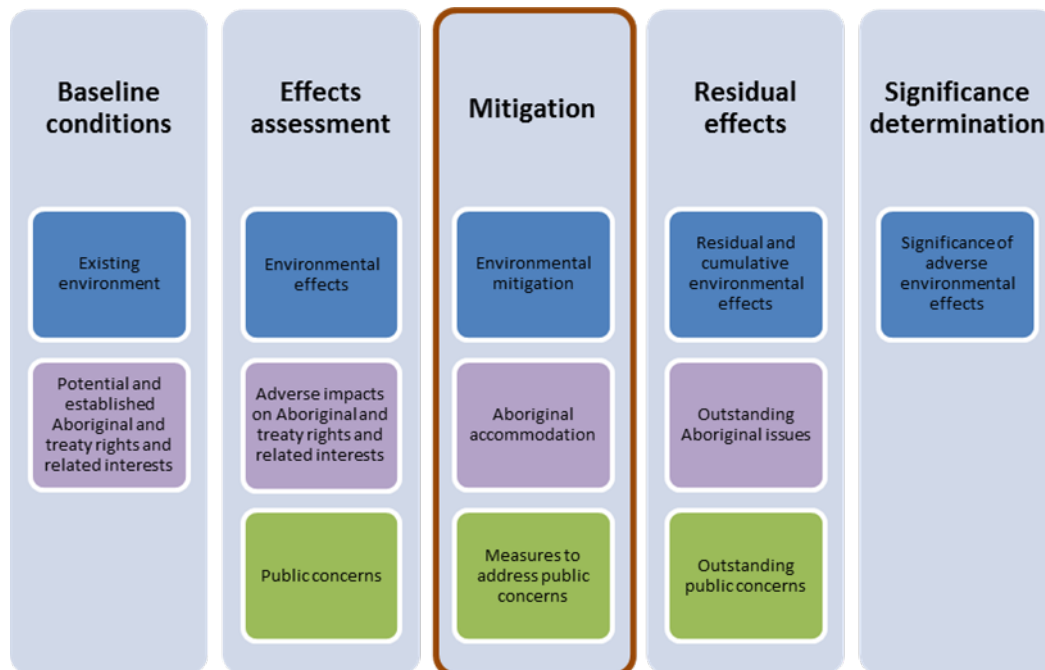 Baseline
conditions
Existing
environment
Potential and
established
Aboriginal and
treaty rights and
related interests
Effects
assessment
Environmental
effects
Adverse impacts
on Aboriginal and
treaty rights and
related interests
Public concerns
Mitigation
Environmental
mitigation
Aboriginal
accommodation
Measures to
address public
concerns
Residual
effects
Residual and
cumulative
environmental
effects
Outstanding
Aboriginal issues
Outstanding
public concerns
Significance
determination
Significance of
adverse
environmental
effects